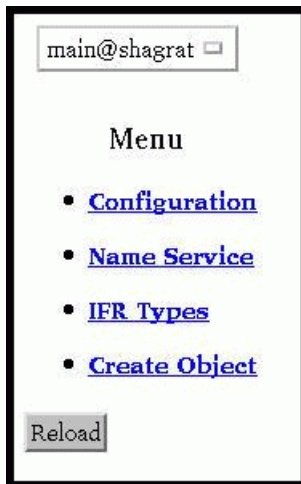 main@shagrat
Menu
Configuration
Name Service
IFR Types
Create Object
Reload